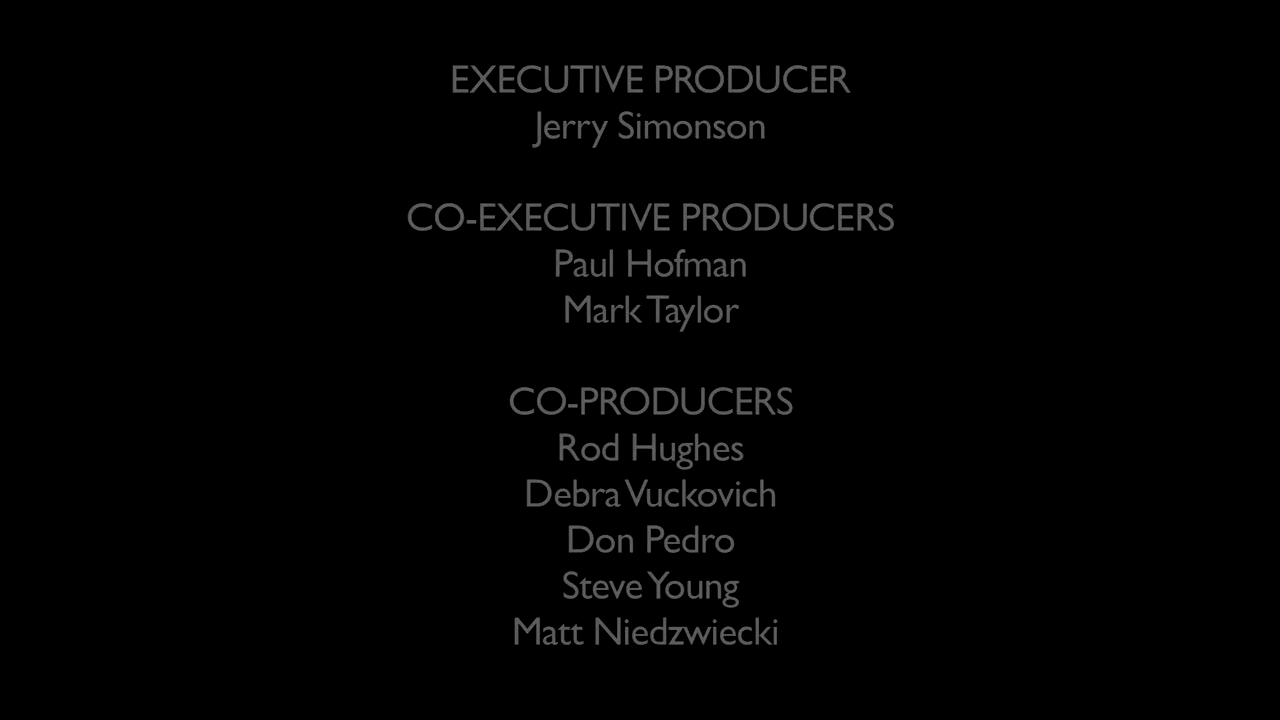 EXECUTIVE PRODUCER
Jerry Simonson
CO-EXECUTIVE PRODUCERS
Paul Hofman
Mark Taylor
CO-PRODUCERS
Rod Hughes
Debra Vuckovich
Don Pedro
Steve Young
Matt Niedzwiecki